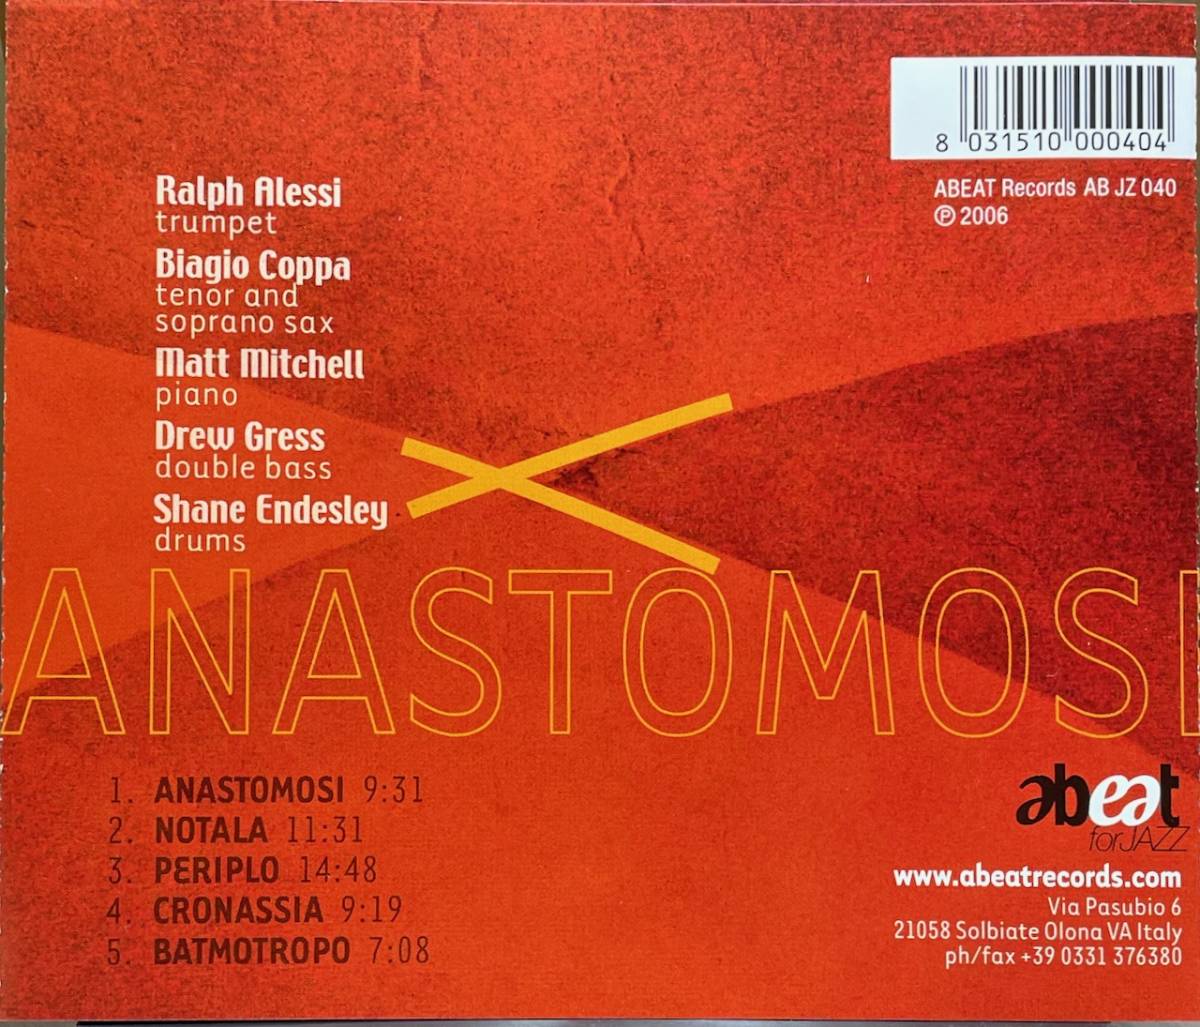 8 031510 000404
ABEAT Records AB JZ 040
℗ 2006
Ralph Alessi
trumpet
Biagio Coppa
tenor and
soprano sax
Matt Mitchell
piano
Drew Gress
double bass
Shane Endesley
drums
ANASTOMOSI
1. ANASTOMOSI 9:31
2. NOTALA 11:31
3. PERIPLO 14:48
4. CRONASSIA 9:19
5. BATMOTROPO 7:08
abeat
forJAZZ
www.abeatrecords.com
Via Pasubio 6
21058 Solbiate Olona VA Italy
ph/fax +39 0331 376380